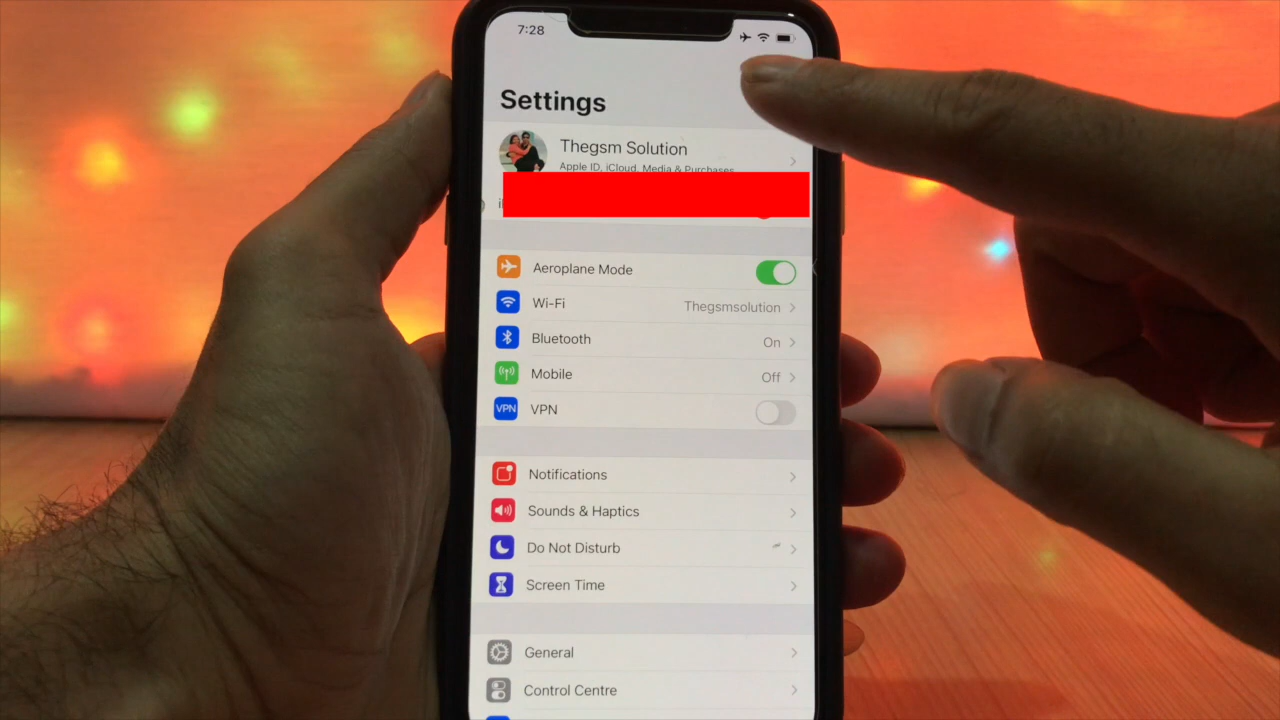 7:28
Settings
Thegsm Solution
Apple ID, iCloud, Media & Purchases
Aeroplane Mode
Wi-Fi Thegsmsolution
Bluetooth On
Mobile Off
VPN VPN
Notifications
Sounds & Haptics
Do Not Disturb
Screen Time
General
Control Centre